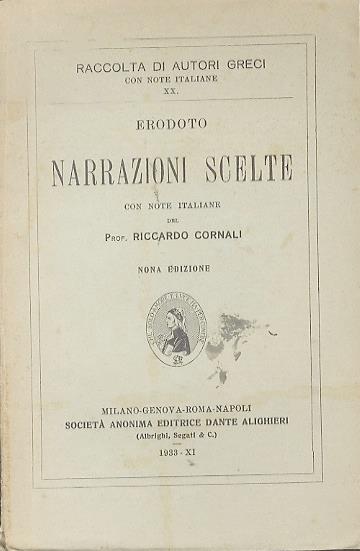 RACCOLTA DI AUTORI GRECI
CON NOTE ITALIANE
XX.
ERODOTO
NARRAZIONI SCELTE
CON NOTE ITALIANE
DEL
PROF. RICCARDO CORNALI
NONA EDIZIONE
MILANO-GENOVA-ROMA-NAPOLI
SOCIETÀ ANONIMA EDITRICE DANTE ALIGHIERI
(Albrighi, Segati & C.)
1933 - XI